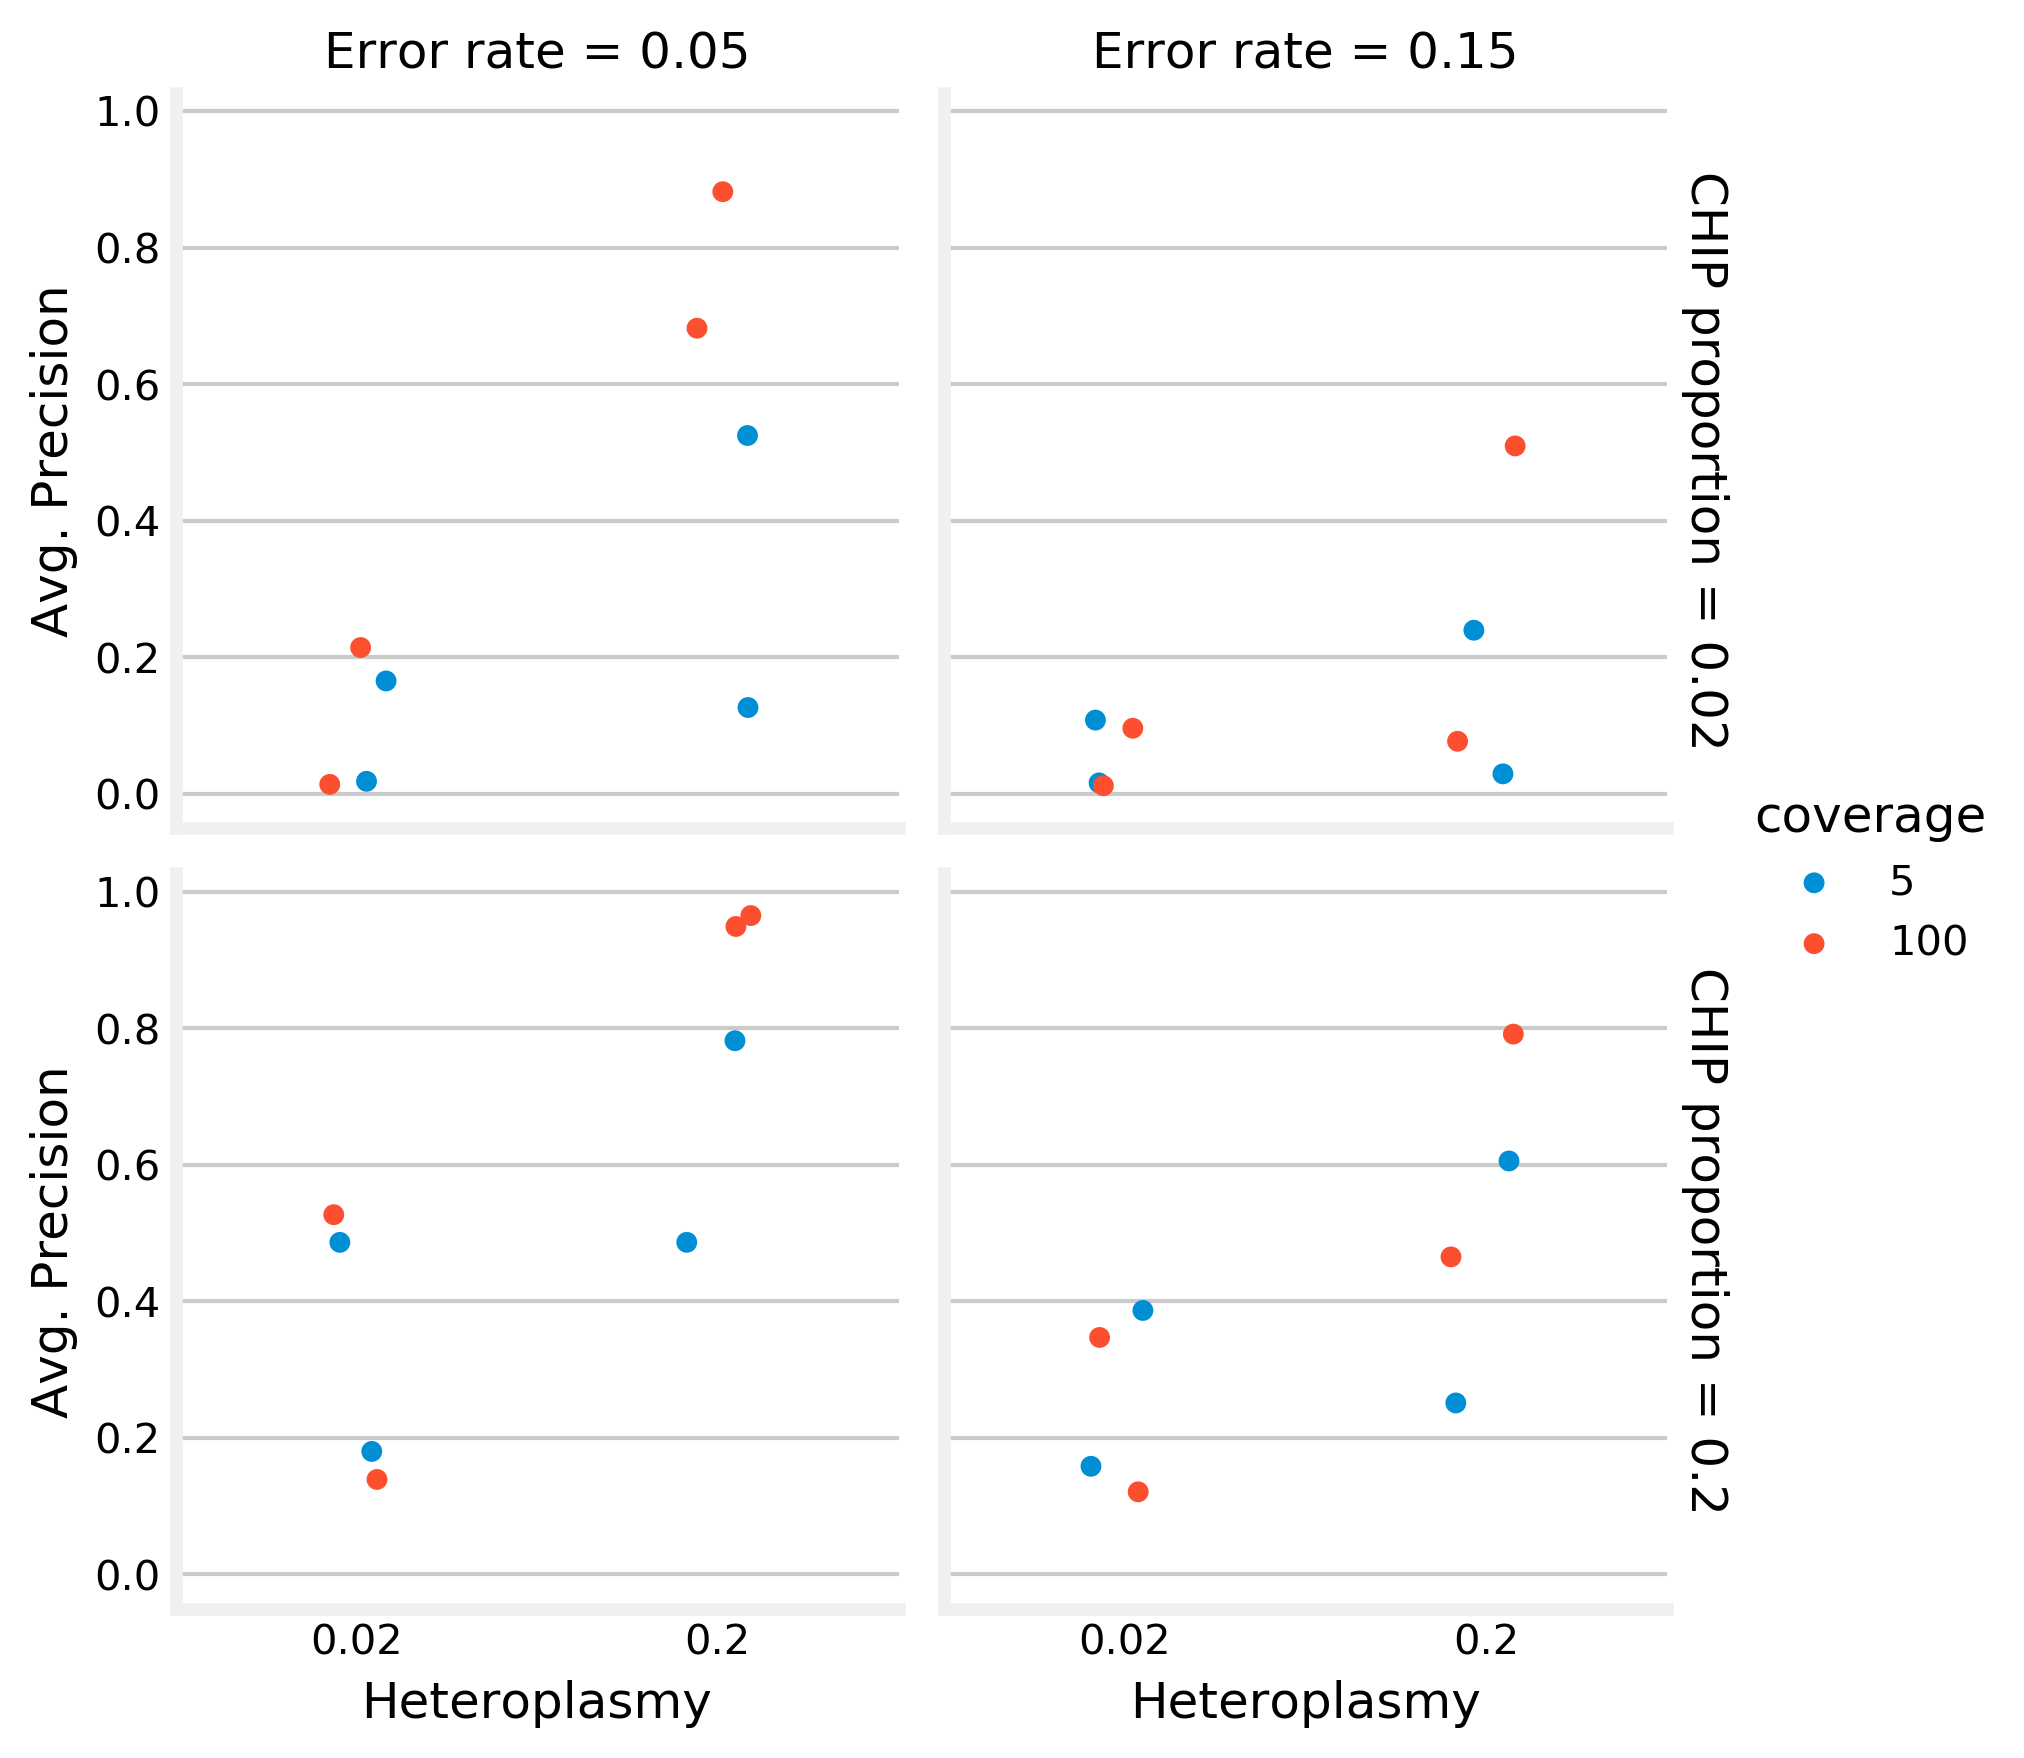 Error rate = 0.05
Error rate = 0.15
1.0
0.8
0.6
0.4
0.2
0.0
Avg. Precision
CHIP proportion = 0.02
coverage
5
100
1.0
0.8
0.6
0.4
0.2
0.0
Avg. Precision
CHIP proportion = 0.2
0.02
0.2
0.02
0.2
Heteroplasmy
Heteroplasmy